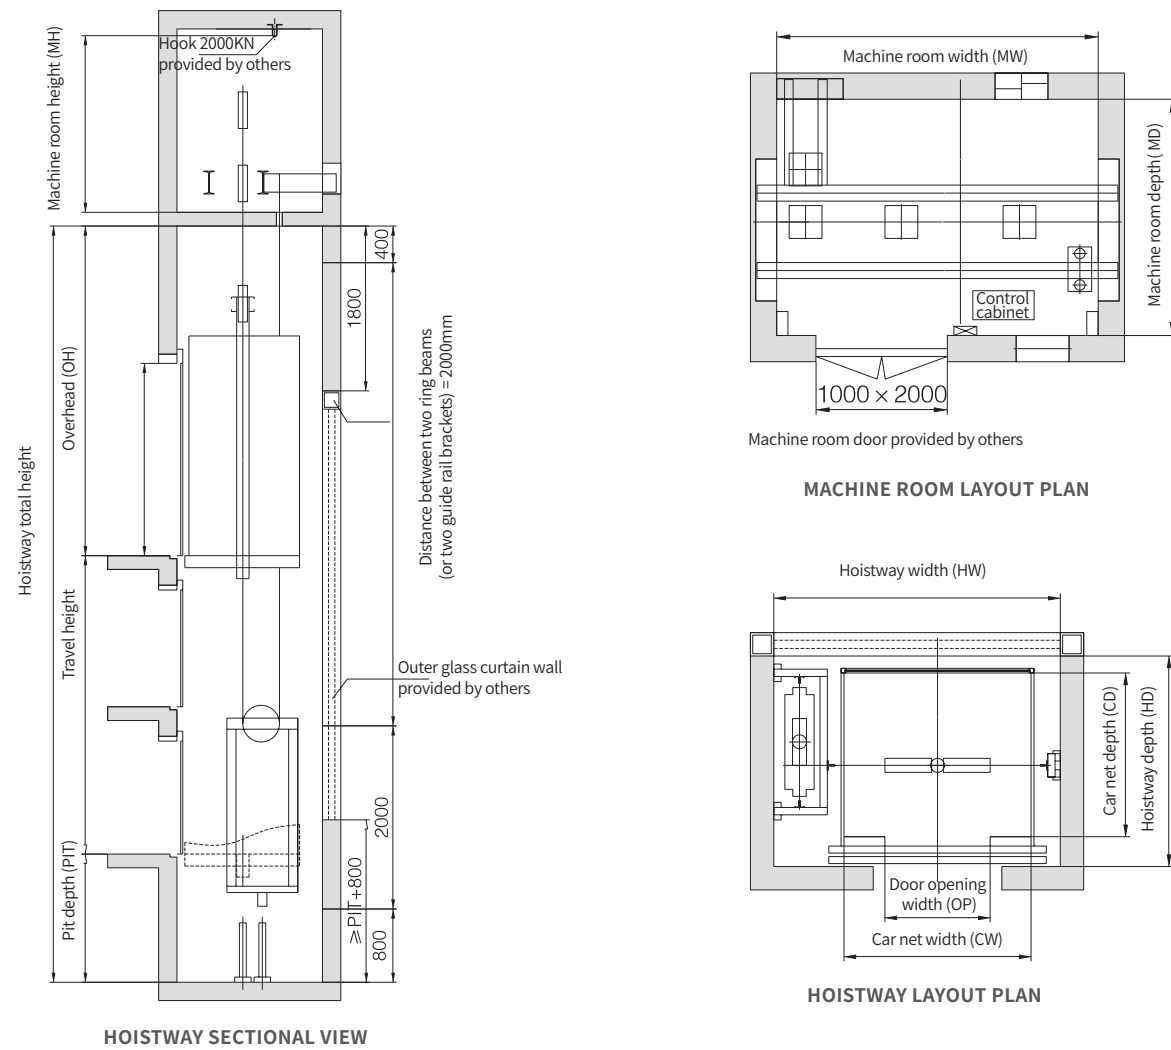 Machine room height (MH)
Hook 2000KN
provided by others
Hoistway total height
Overhead (OH)
Travel height
Pit depth (PIT)
400
1800
Distance between two ring beams
(or two guide rail brackets) = 2000mm
Outer glass curtain wall
provided by others
2000
≥PIT+800
800
HOISTWAY SECTIONAL VIEW
Machine room width (MW)
Machine room depth( MD)
Control
cabinet
1000 × 2000
Machine room door provided by others
MACHINE ROOM LAYOUT PLAN
Hoistway width (HW)
Car net depth (CD)
Hoistway depth (HD)
Door opening
width (OP)
Car net width (CW)
HOISTWAY LAYOUT PLAN